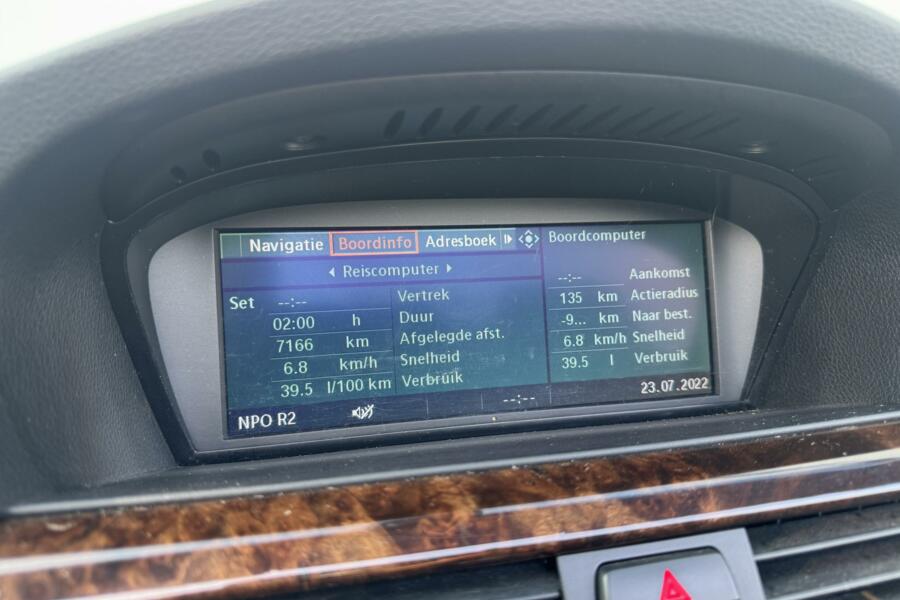 Navigatie Boordinfo Adresboek
Reiscomputer
Set --:-- Vertrek
02:00 h Duur
7166 km Afgelegde afst.
6.8 km/h Snelheid
39.5 l/100 km Verbruik
Boordcomputer
--:-- Aankomst
135 km Actieradius
-9... km Naar best.
6.8 km/h Snelheid
39.5 l Verbruik
23.07.2022
NPO R2 --:--